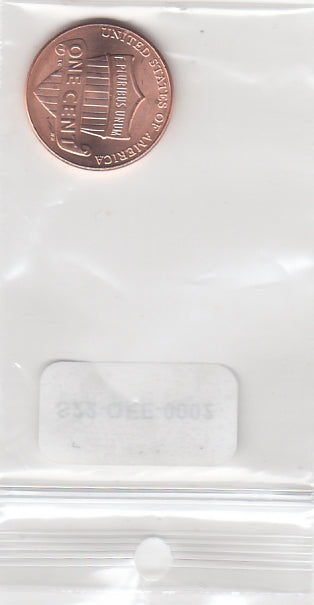 UNITED STATES OF AMERICA
E PLURIBUS UNUM
ONE CENT